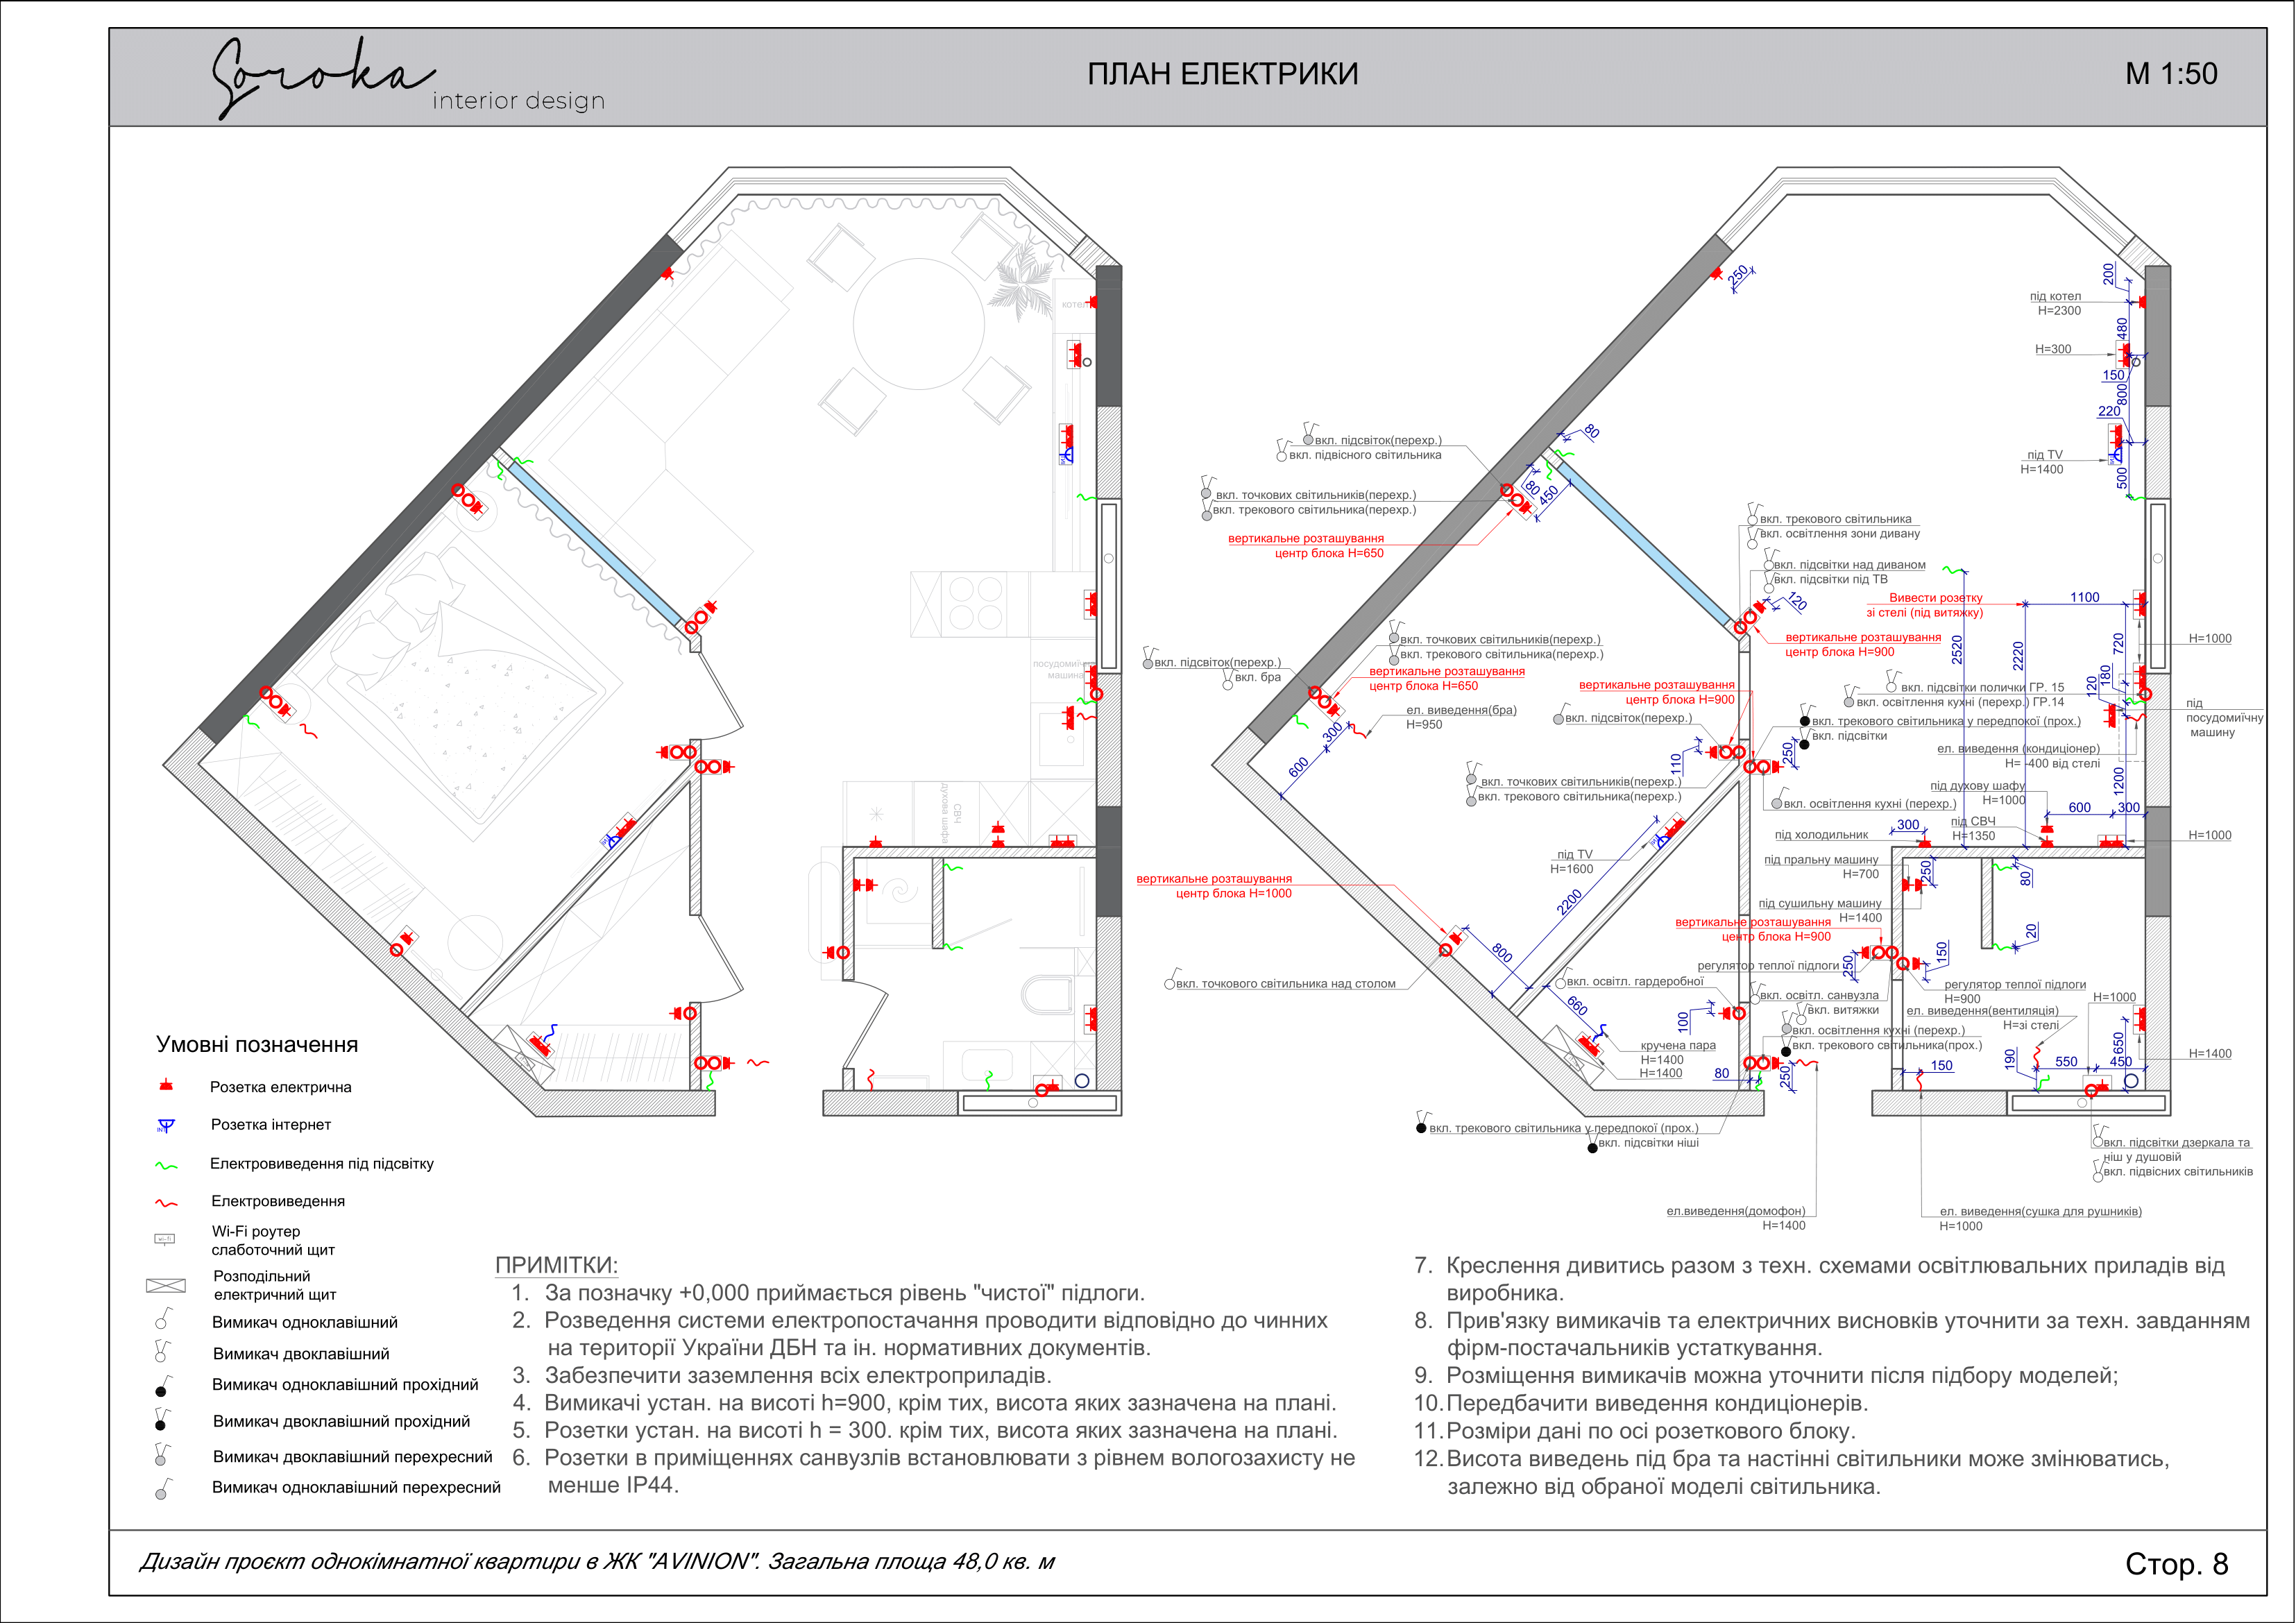 Soroka
interior design
ПЛАН ЕЛЕКТРИКИ
М 1:50
котел
посудомийна
машина
СВЧ
духова шафа
250
200
під котел
H=2300
480
H=300
150
800
220
під TV
H=1400
500
80
вкл. підсвіток(перехр.)
вкл. підвісного світильника
80
450
вкл. точкових світильників(перехр.)
вкл. трекового світильника(перехр.)
вертикальне розташування
центр блока H=650
вкл. трекового світильника
вкл. освітлення зони дивану
вкл. підсвітки над диваном
вкл. підсвітки під ТВ
120
Вивести розетку
зі стелі (під витяжку)
1100
вертикальне розташування
центр блока H=900
2520
2220
720
H=1000
вкл. точкових світильників(перехр.)
вкл. трекового світильника(перехр.)
вкл. підсвіток(перехр.)
вкл. бра
вертикальне розташування
центр блока H=650
вертикальне розташування
центр блока H=900
180
120
вкл. підсвітки полички ГР. 15
вкл. освітлення кухні (перехр.) ГР.14
ел. виведення(бра)
H=950
вкл. підсвіток(перехр.)
вкл. трекового світильника у передпокої (прох.)
вкл. підсвітки
під
посудомиїчну
машину
300
600
110
250
ел. виведення (кондиціонер)
H= -400 від стелі
вкл. точкових світильників(перехр.)
вкл. трекового світильника(перехр.)
під духову шафу
H=1000
1200
вкл. освітлення кухні (перехр.)
600
300
під СВЧ
H=1350
300
під холодильник
H=1000
під TV
H=1600
під пральну машину
H=700
250
80
вертикальне розташування
центр блока H=1000
2200
під сушильну машину
H=1400
вертикальне розташування
центр блока H=900
20
150
800
250
регулятор теплої підлоги
вкл. точкового світильника над столом
вкл. освітл. гардеробної
регулятор теплої підлоги
H=900
вкл. освітл. санвузла
вкл. витяжки
H=1000
ел. виведення(вентиляція)
H=зі стелі
660
100
вкл. освітлення кухні (перехр.)
вкл. трекового світильника(прох.)
кручена пара
H=1400
H=1400
650
H=1400
190
550
450
150
80
250
вкл. трекового світильника у передпокої (прох.)
вкл. підсвітки ніші
вкл. підсвітки дзеркала та
ніш у душовій
вкл. підвісних світильників
ел.виведення(домофон)
H=1400
ел. виведення(сушка для рушників)
H=1000
Умовні позначення
Розетка електрична
Розетка інтернет
Електровиведення під підсвітку
Електровиведення
wi-fi
Wi-Fi роутер
слаботочний щит
Розподільний
електричний щит
Вимикач одноклавішний
Вимикач двоклавішний
Вимикач одноклавішний прохідний
Вимикач двоклавішний прохідний
Вимикач двоклавішний перехресний
Вимикач одноклавішний перехресний
ПРИМІТКИ:
1. За позначку +0,000 приймається рівень "чистої" підлоги.
2. Розведення системи електропостачання проводити відповідно до чинних
на території України ДБН та ін. нормативних документів.
3. Забезпечити заземлення всіх електроприладів.
4. Вимикачі устан. на висоті h=900, крім тих, висота яких зазначена на плані.
5. Розетки устан. на висоті h = 300. крім тих, висота яких зазначена на плані.
6. Розетки в приміщеннях санвузлів встановлювати з рівнем вологозахисту не
менше IP44.
7. Креслення дивитись разом з техн. схемами освітлювальних приладів від
виробника.
8. Прив'язку вимикачів та електричних висновків уточнити за техн. завданням
фірм-постачальників устаткування.
9. Розміщення вимикачів можна уточнити після підбору моделей;
10. Передбачити виведення кондиціонерів.
11. Розміри дані по осі розеткового блоку.
12. Висота виведень під бра та настінні світильники може змінюватись,
залежно від обраної моделі світильника.
Дизайн проєкт однокімнатної квартири в ЖК "AVINION". Загальна площа 48,0 кв. м
Стор. 8